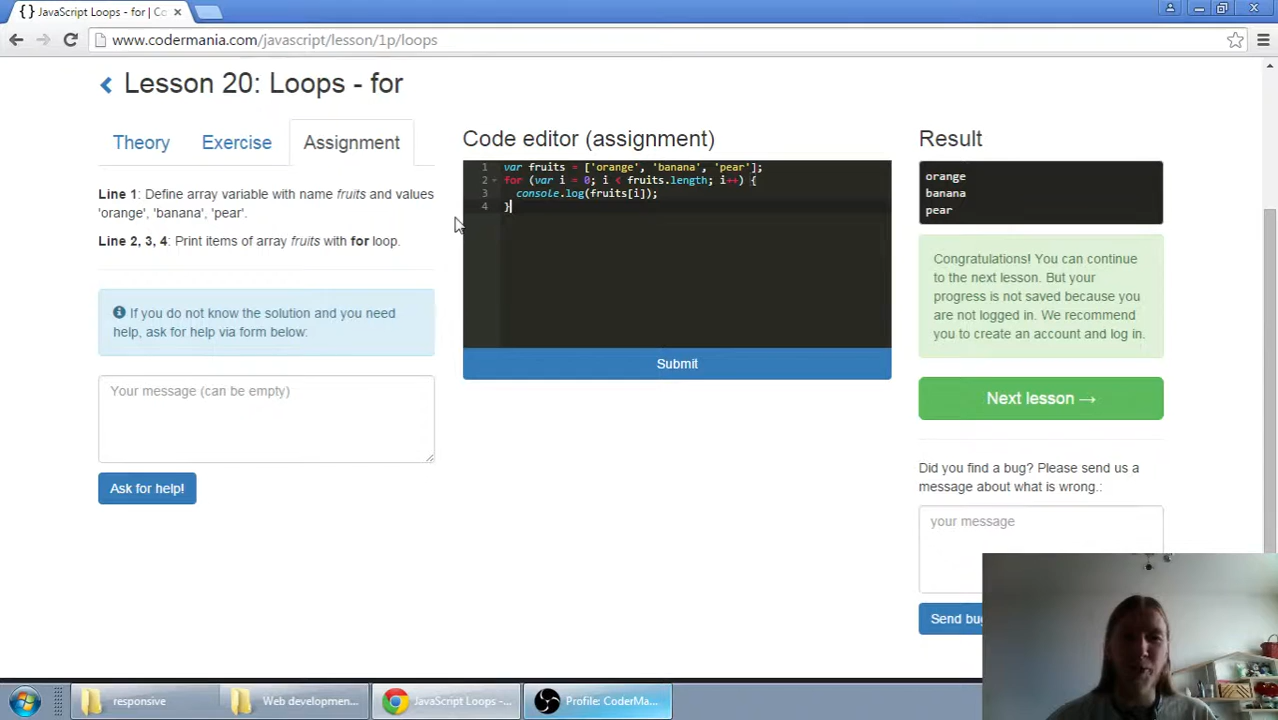 {} JavaScript Loops - for | Co
www.codermania.com/javascript/lesson/1p/loops
Lesson 20: Loops - for
Theory
Exercise
Assignment
Line 1: Define array variable with name fruits and values
'orange', 'banana', 'pear'.
Line 2, 3, 4: Print items of array fruits with for loop.
If you do not know the solution and you need
help, ask for help via form below:
Your message (can be empty)
Ask for help!
Code editor (assignment)
1 var fruits = ['orange', 'banana', 'pear'];
2 for (var i = 0; i < fruits.length; i++) {
3 console.log(fruits[i]);
4 }
Submit
Result
orange
banana
pear
Congratulations! You can continue
to the next lesson. But your
progress is not saved because you
are not logged in. We recommend
you to create an account and log in.
Next lesson →
Did you find a bug? Please send us a
message about what is wrong.:
your message
Send bug
responsive
Web developmen...
JavaScript Loops -...
Profile: CoderMa...